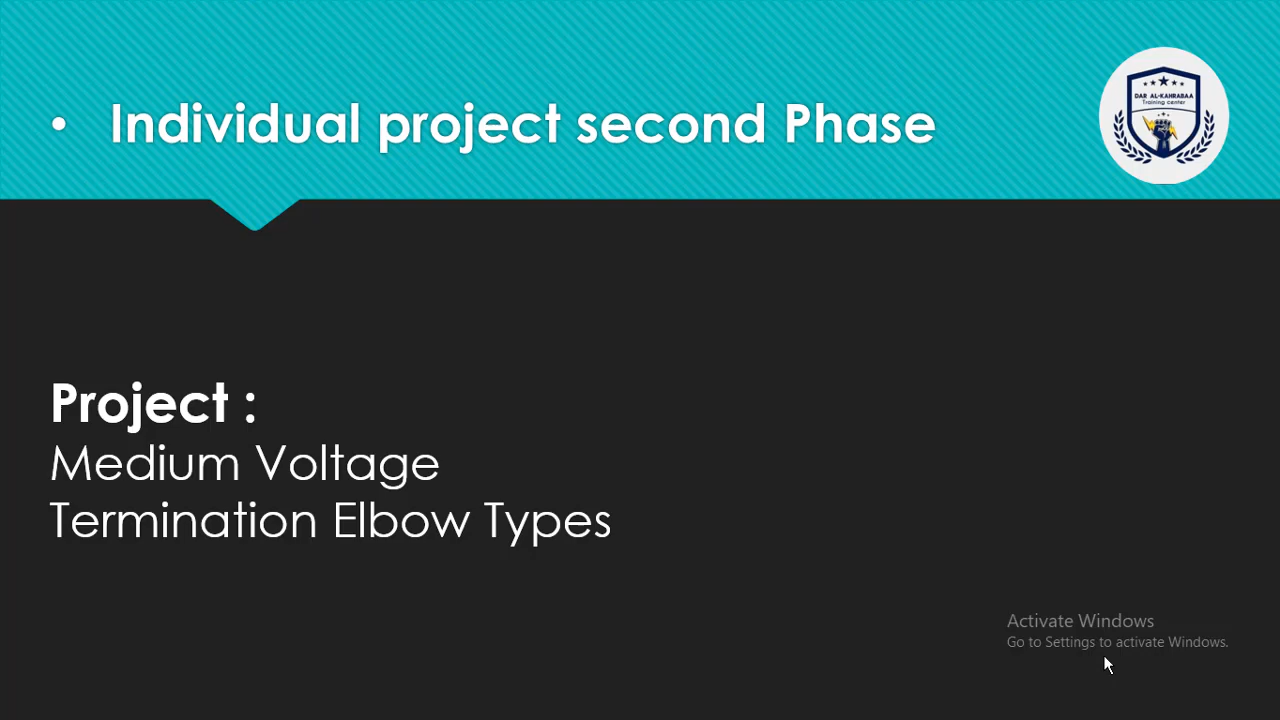 • Individual project second Phase
DAR AL-KAHRABAA
Training center
Project :
Medium Voltage
Termination Elbow Types
Activate Windows
Go to Settings to activate Windows.